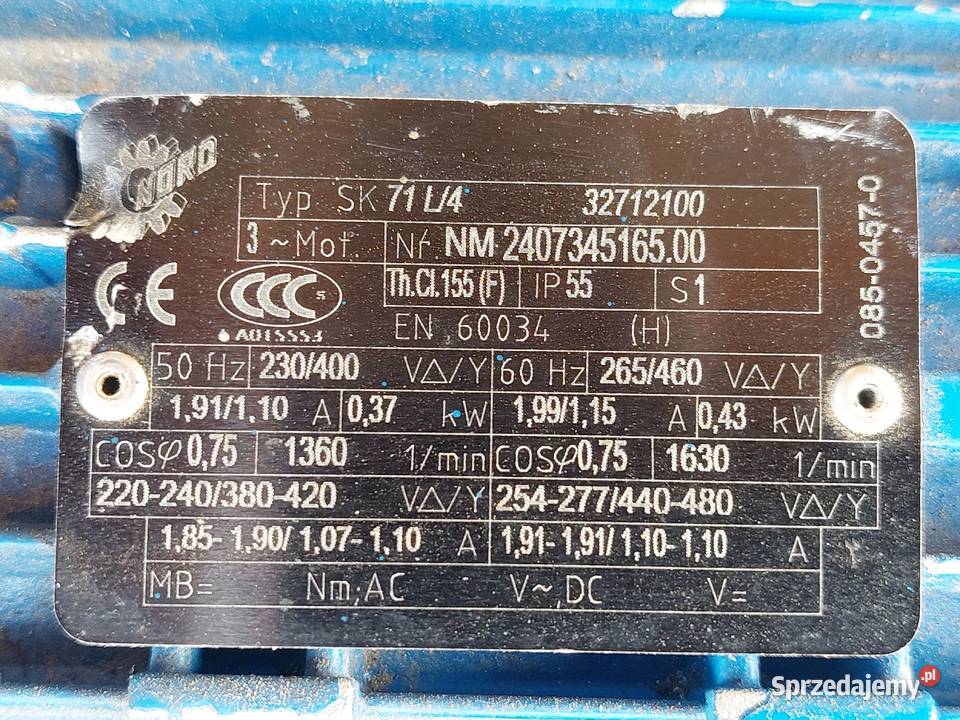 NORD
Typ SK 71 L/4 32712100
3 ~ Mot. Nr. NM 2407345165.00
Th.Cl.155 (F) IP 55 S1
CE CCC S
A015553
EN 60034 (H)
085-0457-0
50 Hz 230/400 V△/Y 60 Hz 265/460 V△/Y
1,91/1,10 A 0,37 kW 1,99/1,15 A 0,43 kW
cosφ 0,75 1360 1/min cosφ 0,75 1630 1/min
220-240/380-420 V△/Y 254-277/440-480 V△/Y
1,85- 1,90/ 1,07- 1,10 A 1,91- 1,91/ 1,10- 1,10 A
MB= Nm,AC V~,DC V=
Sprzedajemy.pl